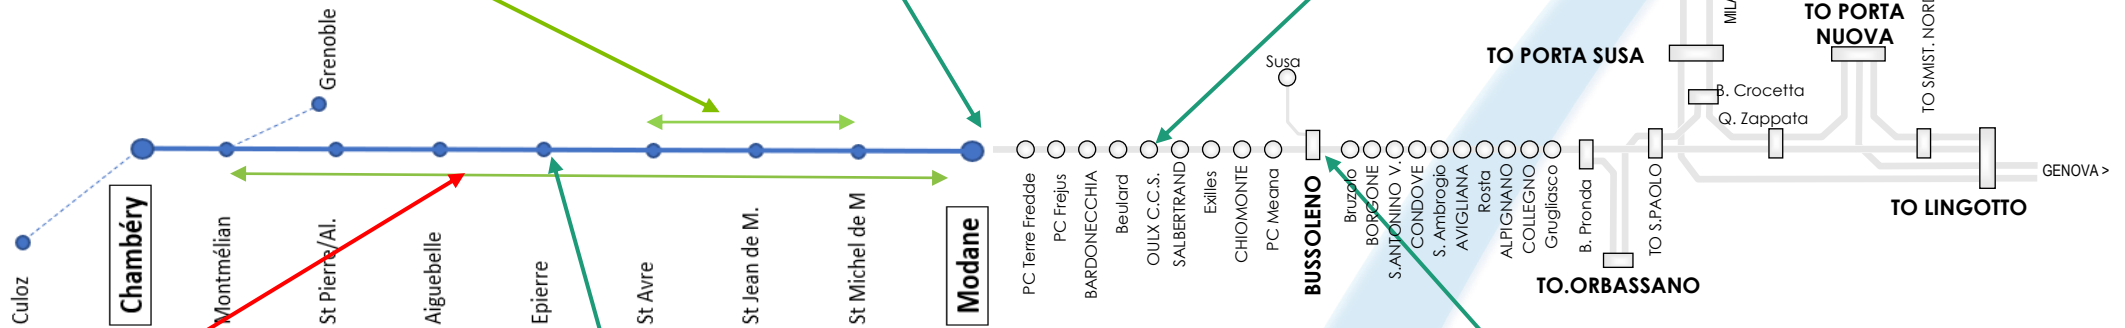 Culoz
Chambéry
Grenoble
Montmélian
St Pierre/Al.
Aiguebelle
Epierre
St Avre
St Jean de M.
St Michel de M
Modane
PC Terre Fredde
PC Frejus
BARDONECCHIA
Beulard
OULX C.C.S.
SALBERTRAND
Exilles
CHIOMONTE
PC Meana
Susa
BUSSOLENO
Bruzolo
BORGONE
S.ANTONINO V.
CONDOVE
S. Ambrogio
AVIGLIANA
Rosta
ALPIGNANO
COLLEGNO
Grugliasco
B. Pronda
TO.ORBASSANO
TO S.PAOLO
TO PORTA SUSA
B. Crocetta
Q. Zappata
TO PORTA
NUOVA
TO SMIST. NORD
TO LINGOTTO
GENOVA >